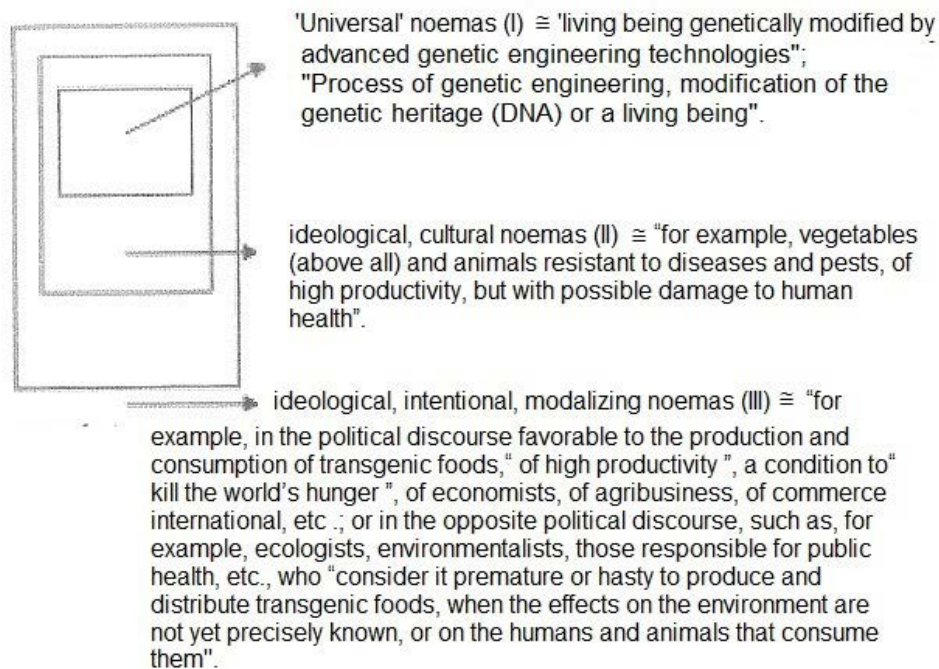 'Universal' noemas (I) ≅ 'living being genetically modified by
advanced genetic engineering technologies";
"Process of genetic engineering, modification of the
genetic heritage (DNA) or a living being".
ideological, cultural noemas (II) ≅ “for example, vegetables
(above all) and animals resistant to diseases and pests, of
high productivity, but with possible damage to human
health”.
ideological, intentional, modalizing noemas (III) ≅ “for
example, in the political discourse favorable to the production and
consumption of transgenic foods,“ of high productivity ”, a condition to“
kill the world’s hunger ”, of economists, of agribusiness, of commerce
international, etc .; or in the opposite political discourse, such as, for
example, ecologists, environmentalists, those responsible for public
health, etc., who “consider it premature or hasty to produce and
distribute transgenic foods, when the effects on the environment are
not yet precisely known, or on the humans and animals that consume
them".